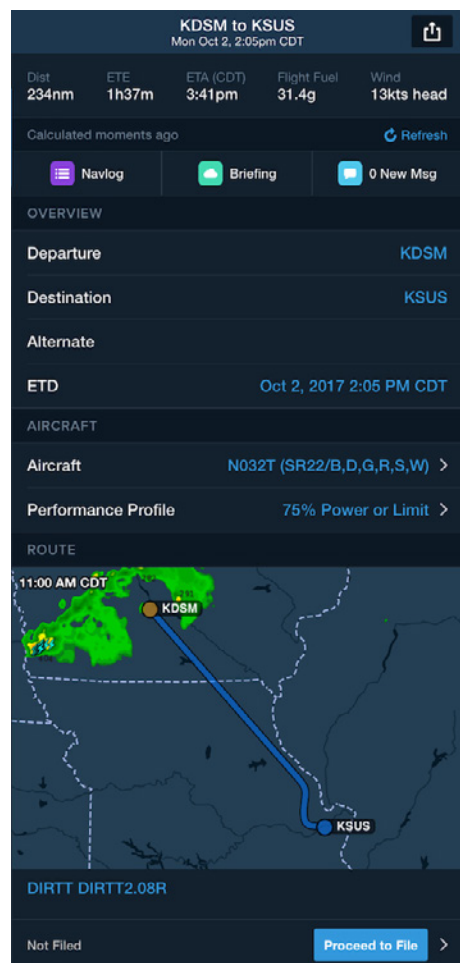 KDSM to KSUS
Mon Oct 2, 2:05pm CDT
Dist ETE ETA (CDT) Flight Fuel Wind
234nm 1h37m 3:41pm 31.4g 13kts head
Calculated moments ago Refresh
Navlog Briefing 0 New Msg
OVERVIEW
Departure KDSM
Destination KSUS
Alternate
ETD Oct 2, 2017 2:05 PM CDT
AIRCRAFT
Aircraft N032T (SR22/B,D,G,R,S,W) >
Performance Profile 75% Power or Limit >
ROUTE
11:00 AM CDT
KDSM
KSUS
DIRTT DIRTT2.08R
Not Filed Proceed to File >